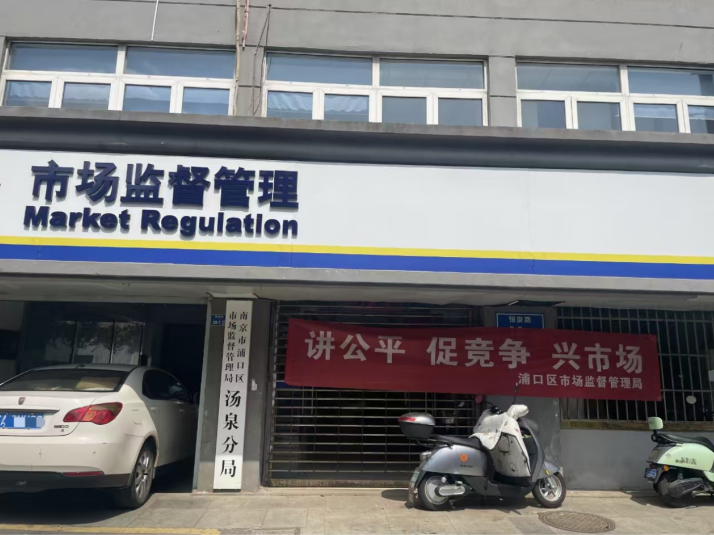 市场监督管理
Market Regulation
南京市浦口区
市场监督管理局
汤泉分局
讲公平 促竞争 兴市场
浦口区市场监督管理局